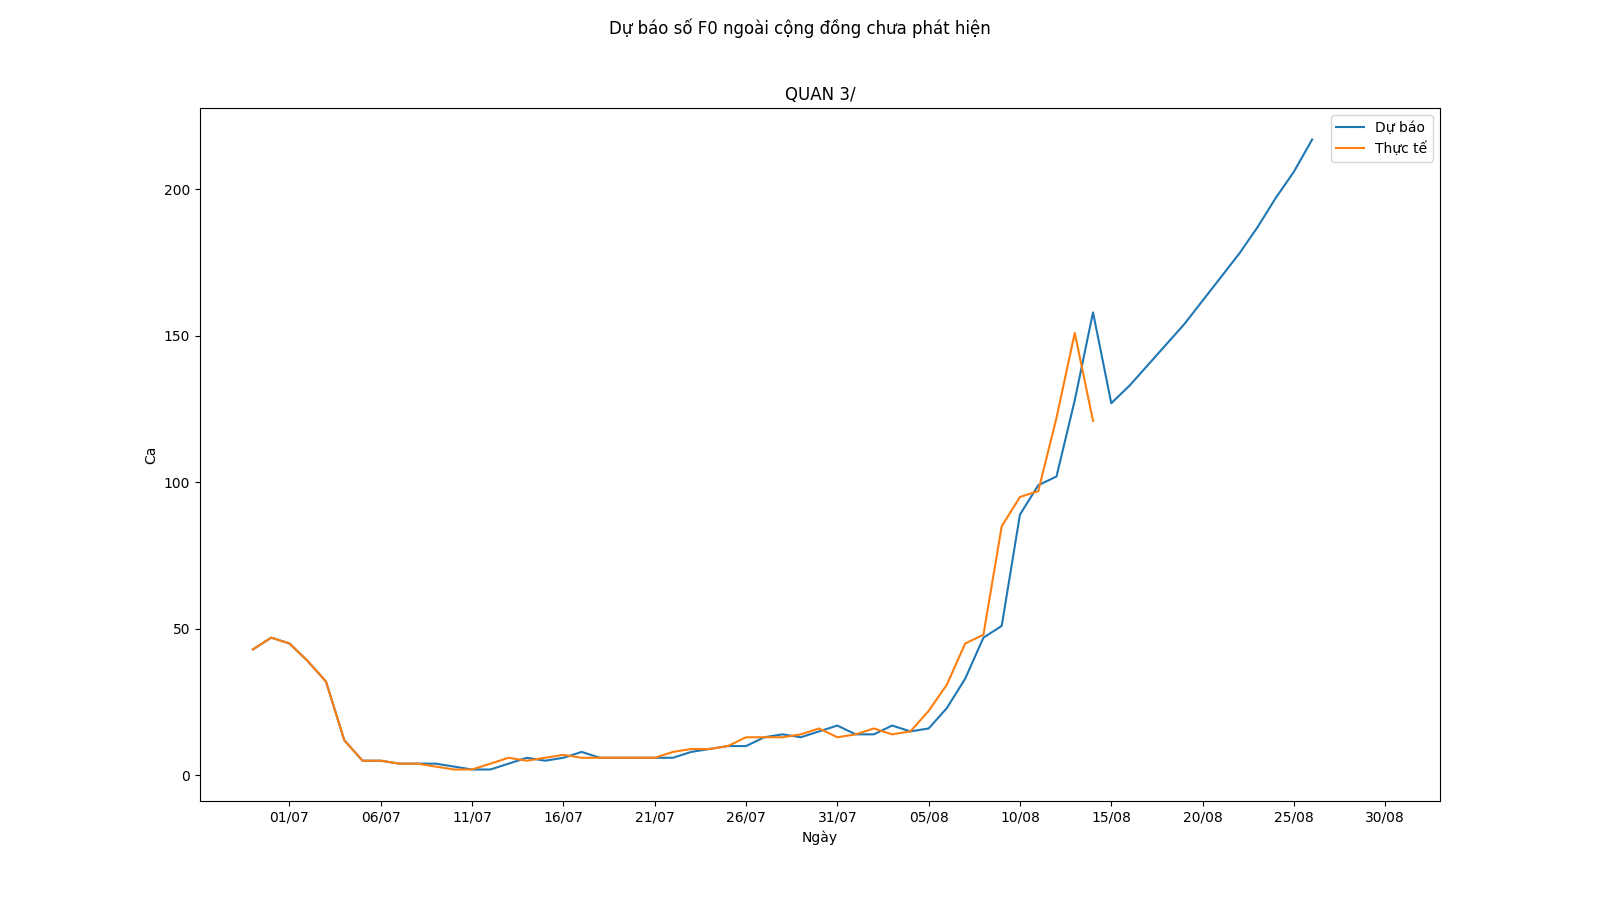 Dự báo số F0 ngoài cộng đồng chưa phát hiện
QUAN 3/
Dự báo
Thực tế
200
150
100
50
0
Ca
01/07 06/07 11/07 16/07 21/07 26/07 31/07 05/08 10/08 15/08 20/08 25/08 30/08
Ngày